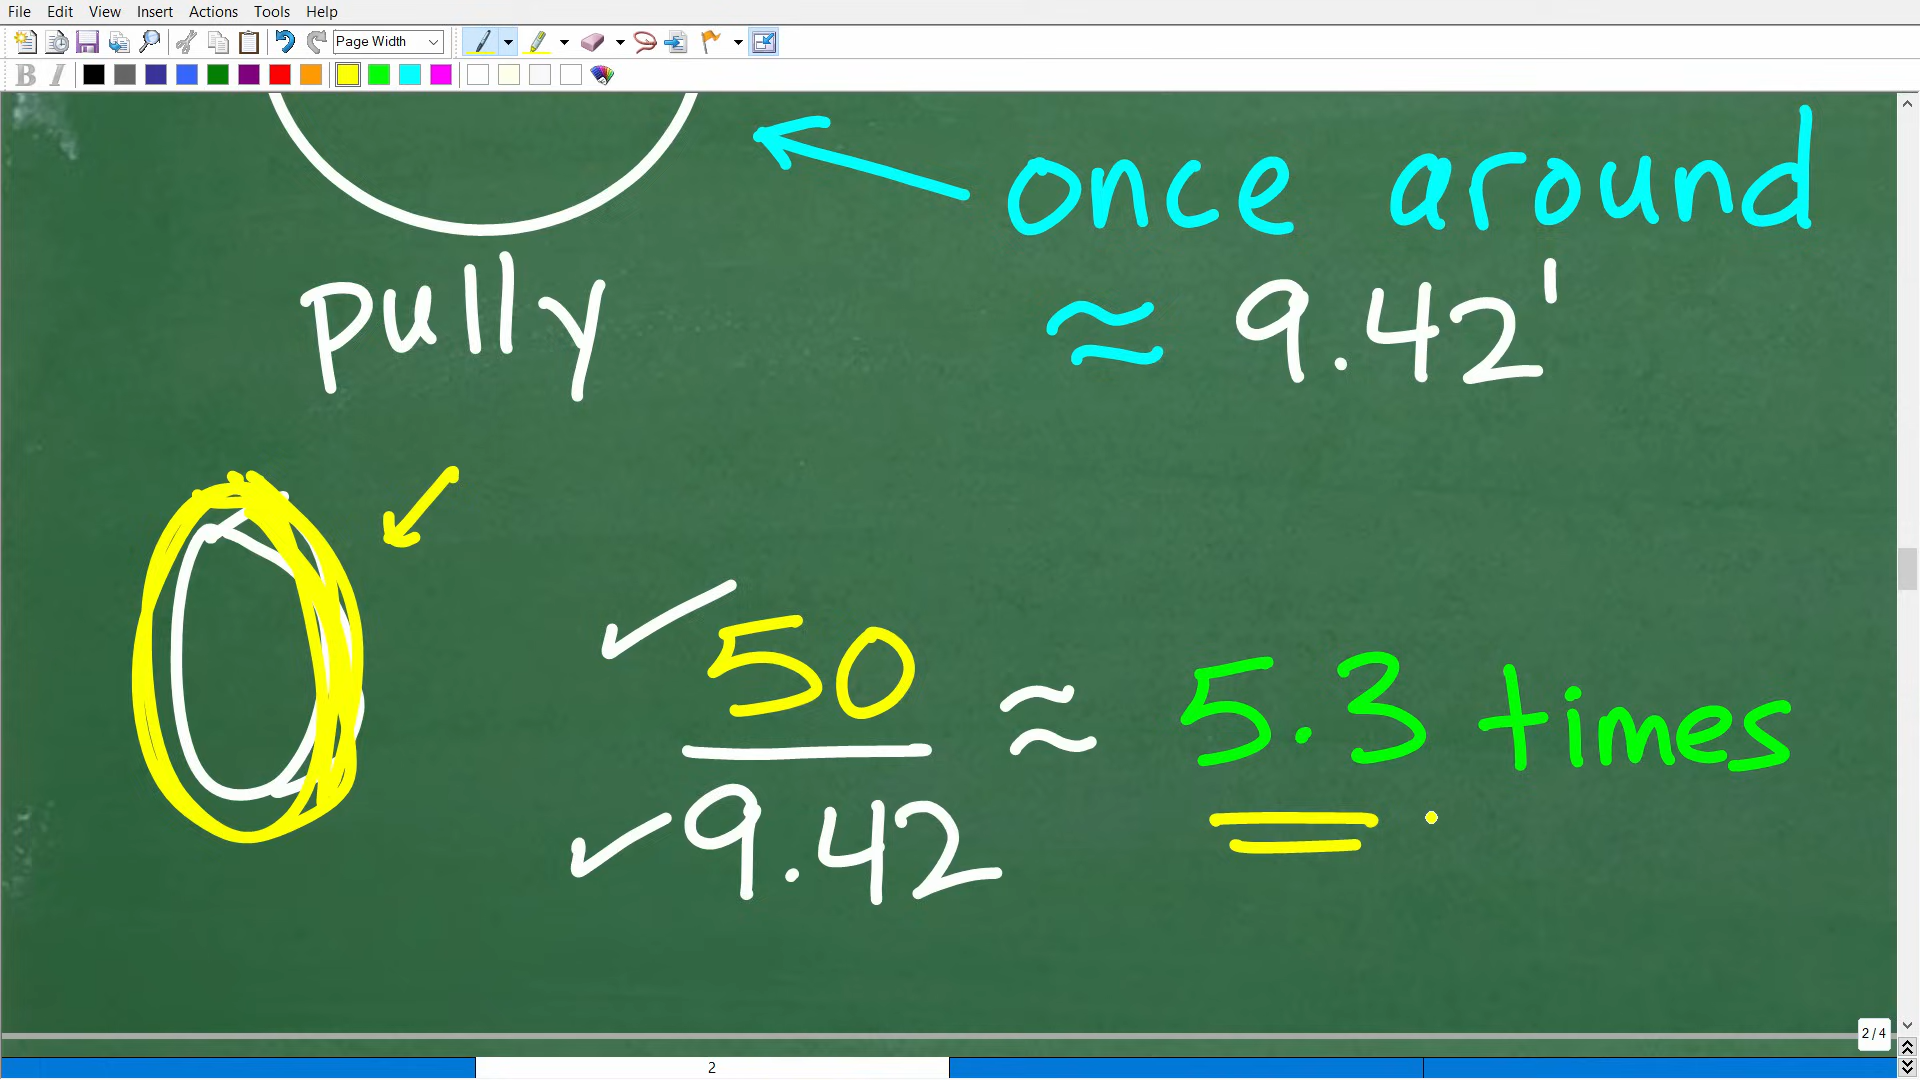 File Edit View Insert Actions Tools Help
Page Width
B I
once around
≈ 9.42'
pully
50
9.42
≈ 5.3 times
2 / 4
2